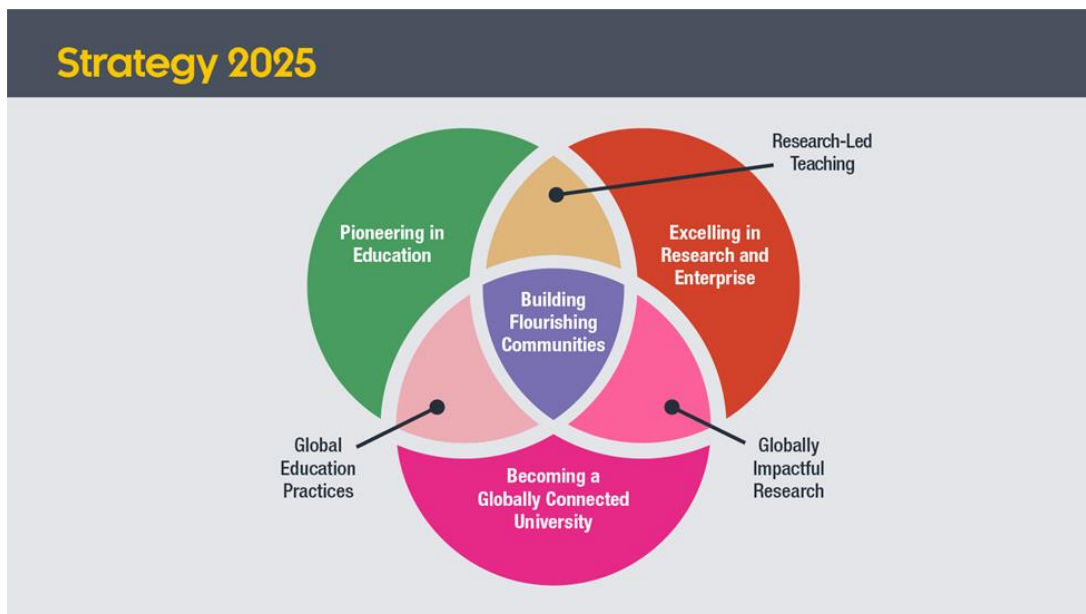 Strategy 2025
Research-Led
Teaching
Pioneering in
Education
Excelling in
Research and
Enterprise
Building
Flourishing
Communities
Global
Education
Practices
Globally
Impactful
Research
Becoming a
Globally Connected
University